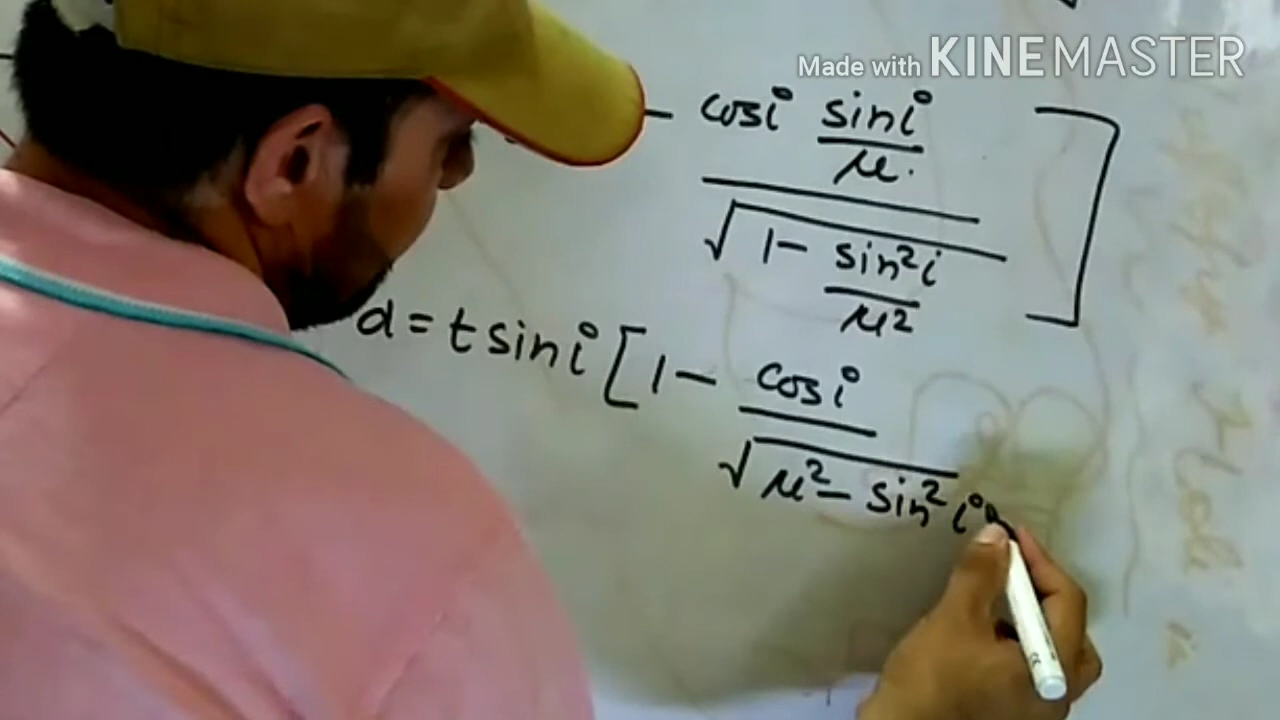 Made with KINEMASTER
- cosi sini/μ
√1 - sin²i/μ² ]
d = t sini [ 1 - cosi
√μ² - sin²i